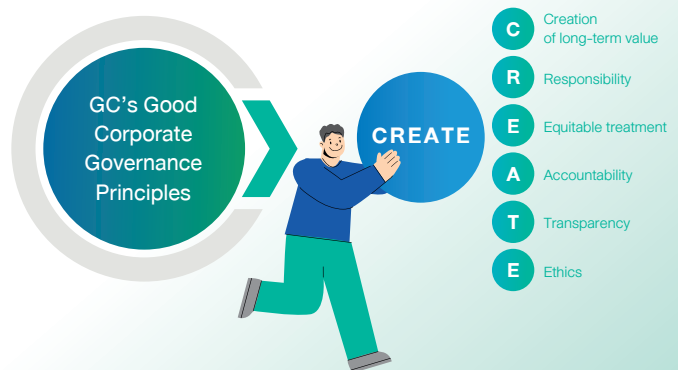 GC's Good
Corporate
Governance
Principles
CREATE
C
Creation
of long-term value
R
Responsibility
E
Equitable treatment
A
Accountability
T
Transparency
E
Ethics